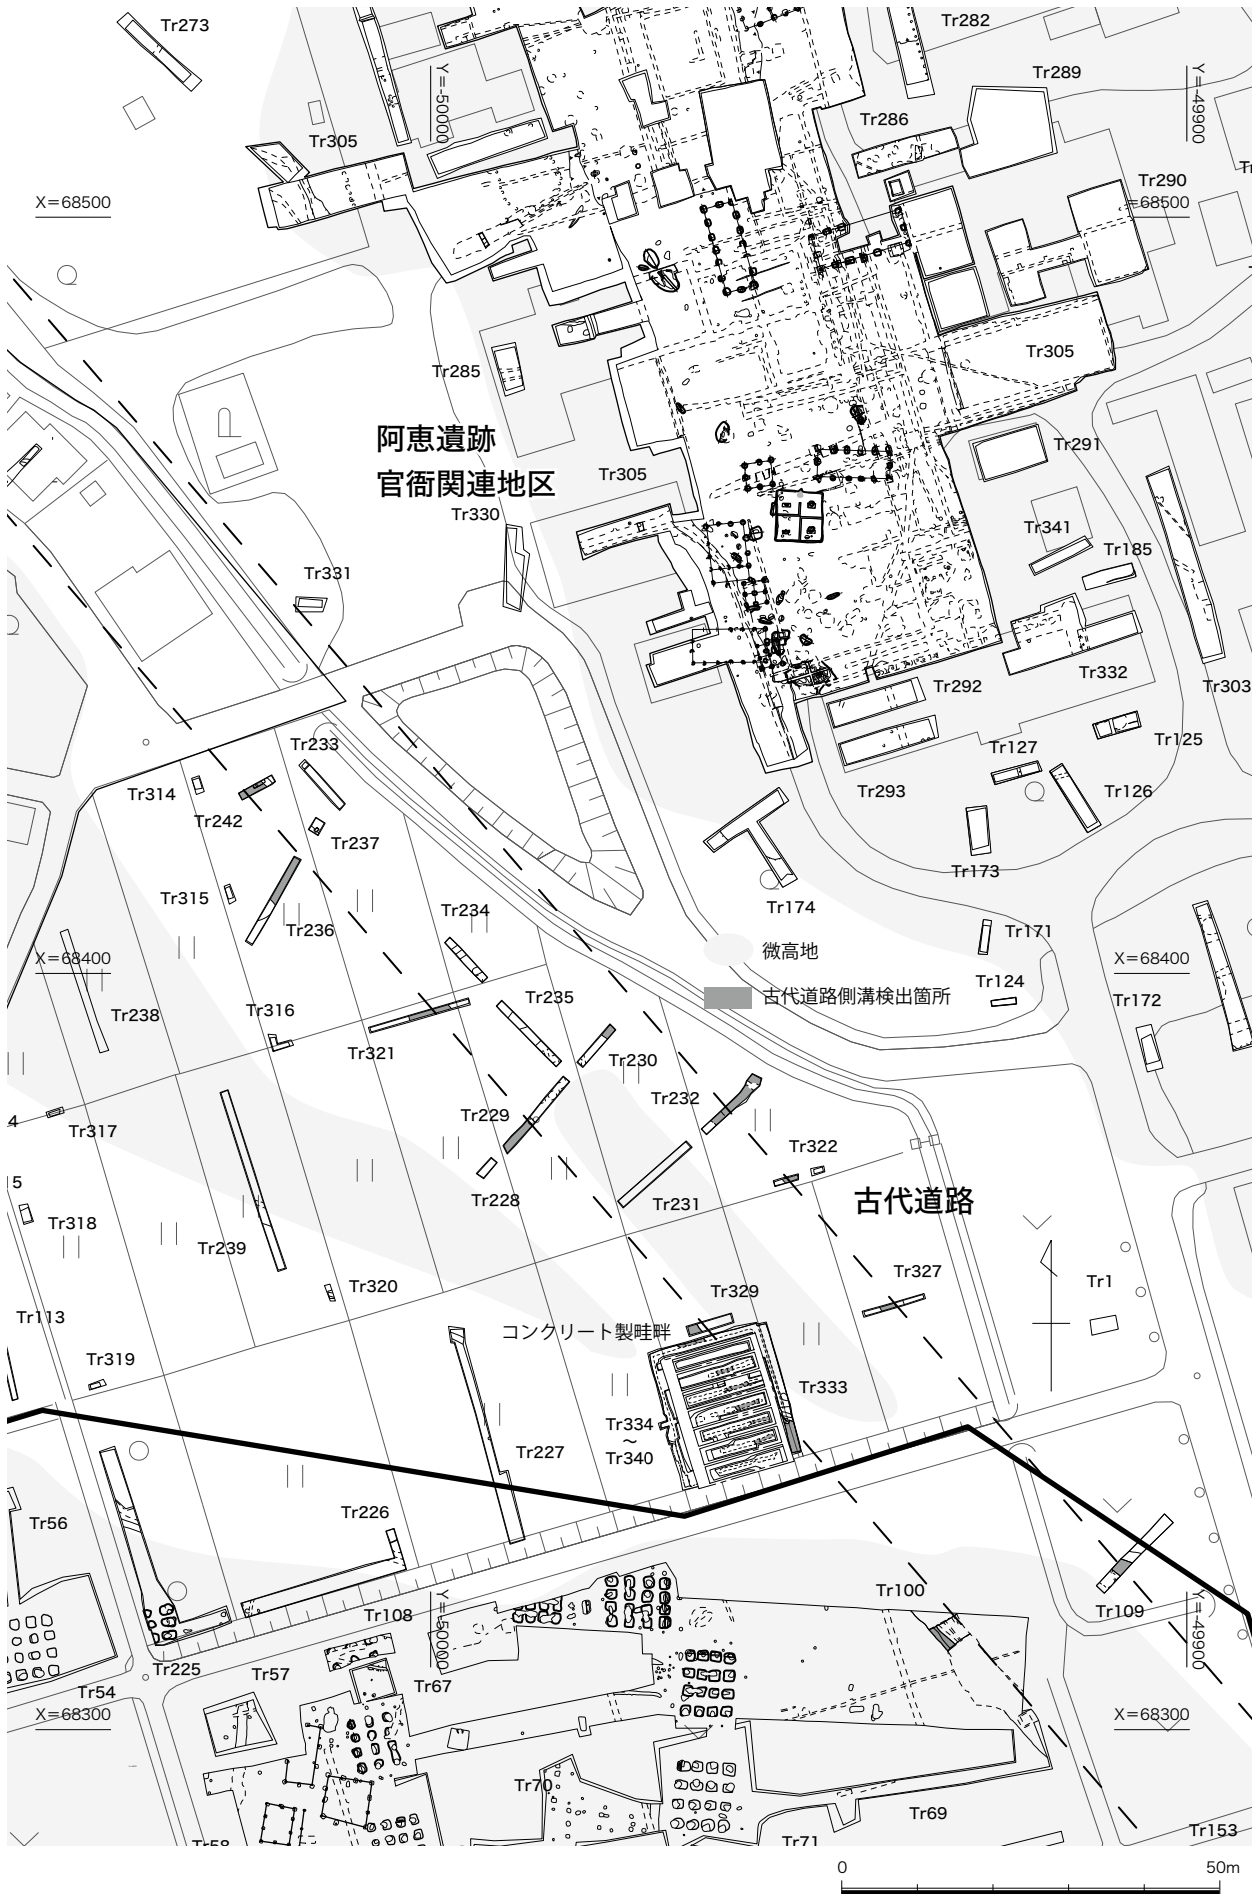 Tr273
Tr282
Tr289
Y=-50000
Y=-49900
Tr286
Tr305
Tr290
X=68500
=68500
Tr305
Tr285
Tr291
阿恵遺跡
官衙関連地区
Tr305
Tr330
Tr341
Tr185
Tr331
Tr332
Tr292
Tr303
Tr233
Tr127
Tr125
Tr314
Tr293
Tr126
Tr242
Tr237
Tr173
Tr315
Tr234
Tr174
Tr236
Tr171
微高地
X=68400
X=68400
Tr124
古代道路側溝検出箇所
Tr235
Tr172
Tr316
Tr238
Tr321
Tr230
Tr232
Tr229
4
Tr317
Tr322
Tr228
Tr231
古代道路
Tr318
Tr239
Tr327
Tr320
Tr329
Tr1
Tr113
コンクリート製畦畔
Tr319
Tr333
Tr334
〜
Tr340
Tr227
Tr226
Tr56
Tr100
Tr108
Tr109
Y=-50000
Y=-49900
Tr225
Tr57
Tr67
Tr54
X=68300
X=68300
Tr70
Tr69
Tr58
Tr71
Tr153
0
50m